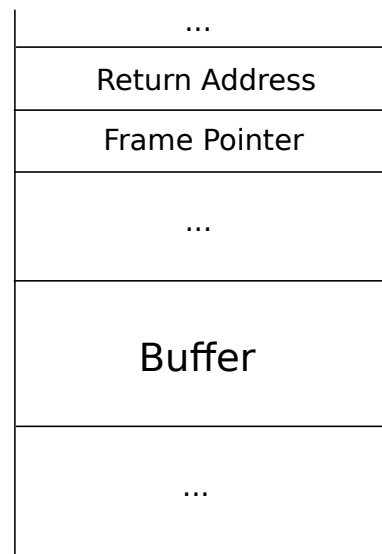 ...
Return Address
Frame Pointer
...
Buffer
...